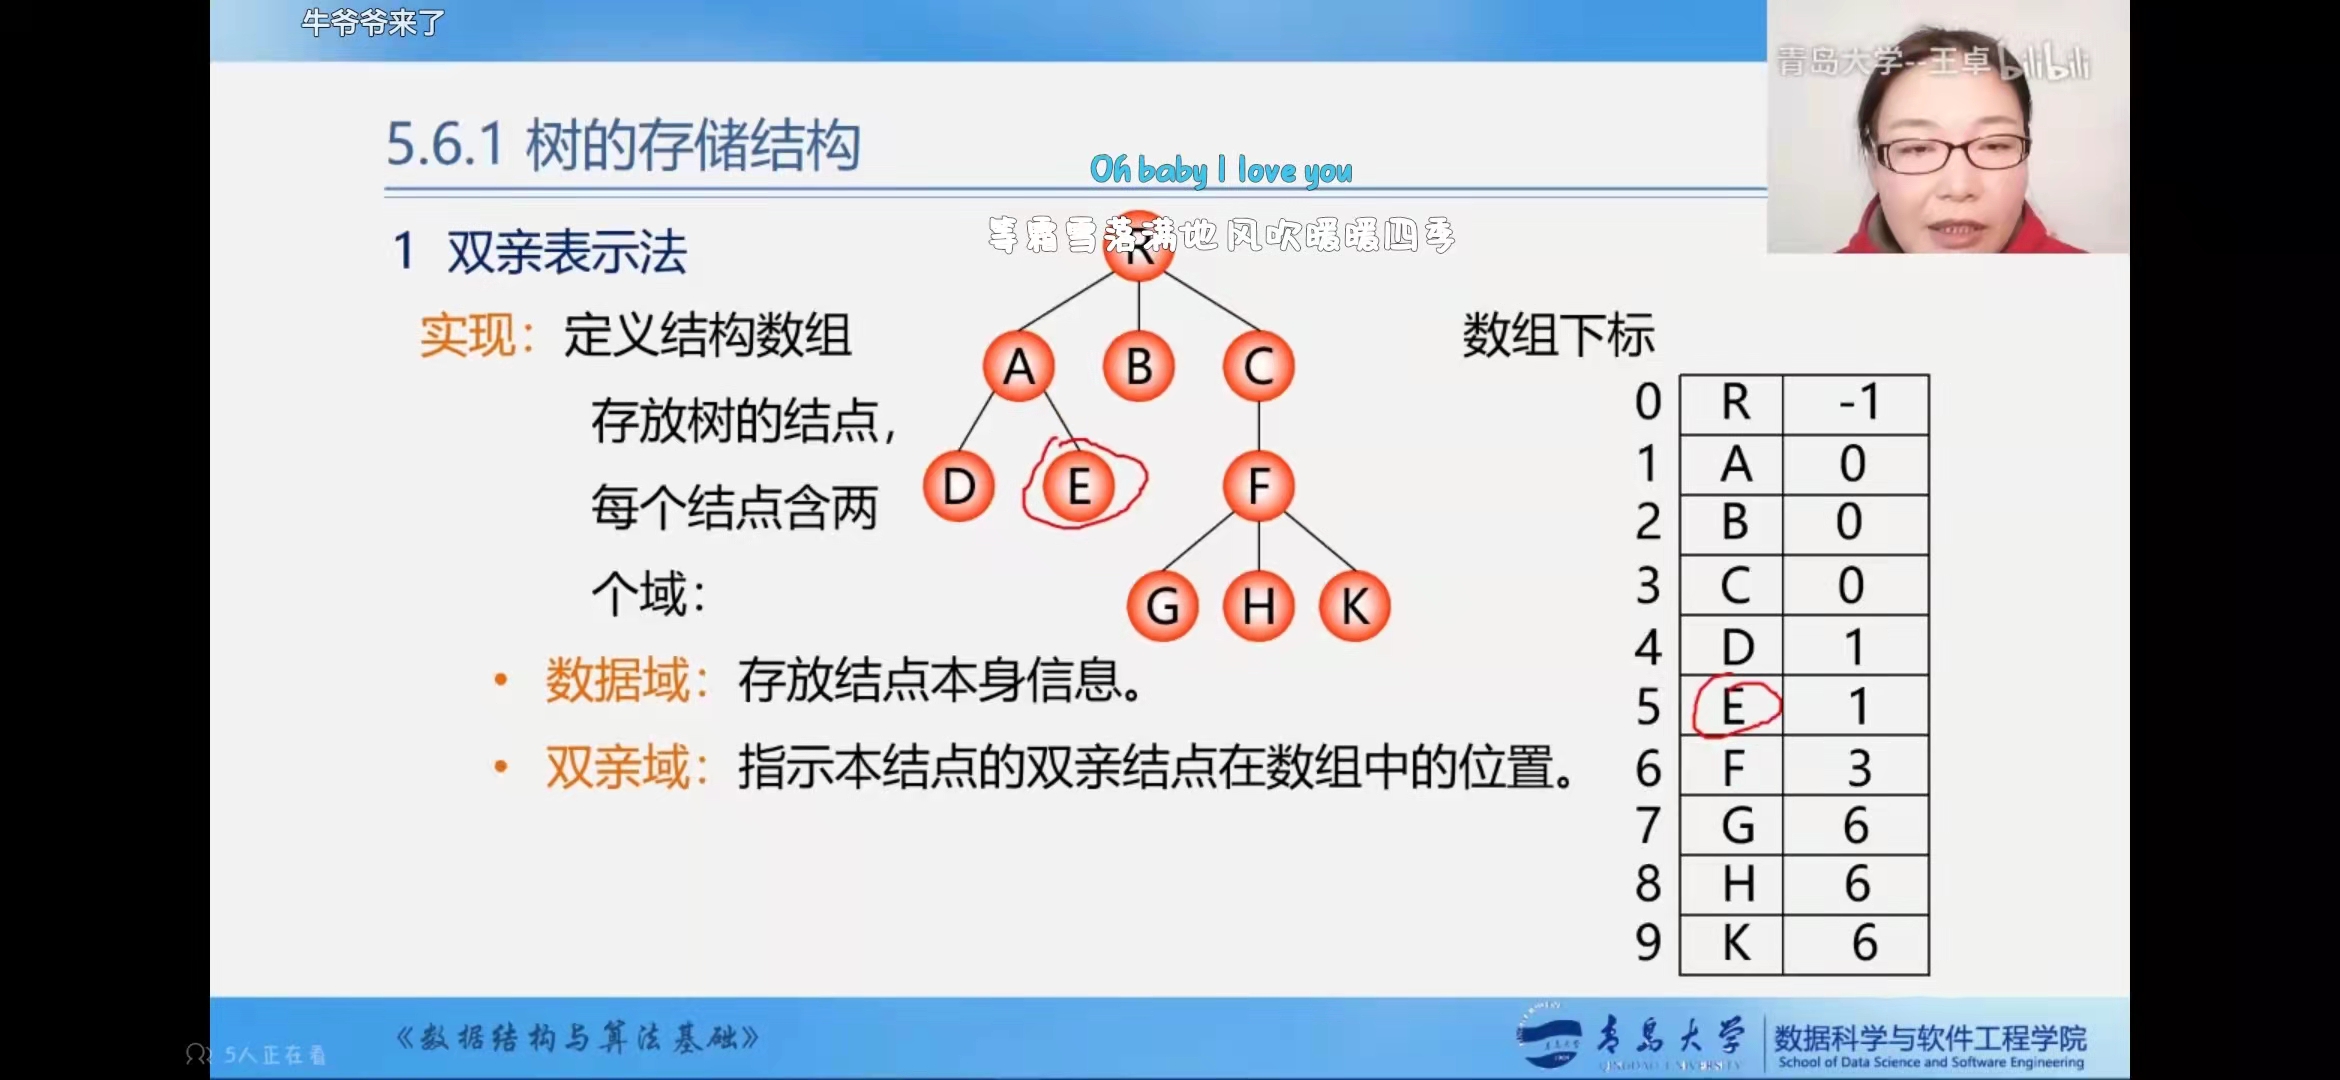 牛爷爷来了
青岛大学--王卓 bilibili
5.6.1 树的存储结构
Oh baby I love you
等霜雪落满地 风吹暖暖四季
1 双亲表示法
实现：定义结构数组
存放树的结点，
每个结点含两
个域：
• 数据域：存放结点本身信息。
• 双亲域：指示本结点的双亲结点在数组中的位置。
R
A B C
D E F
G H K
数组下标
0 R -1
1 A 0
2 B 0
3 C 0
4 D 1
5 E 1
6 F 3
7 G 6
8 H 6
9 K 6
5人正在看
《数据结构与算法基础》
青岛大学
QINGDAO UNIVERSITY
数据科学与软件工程学院
School of Data Science and Software Engineering